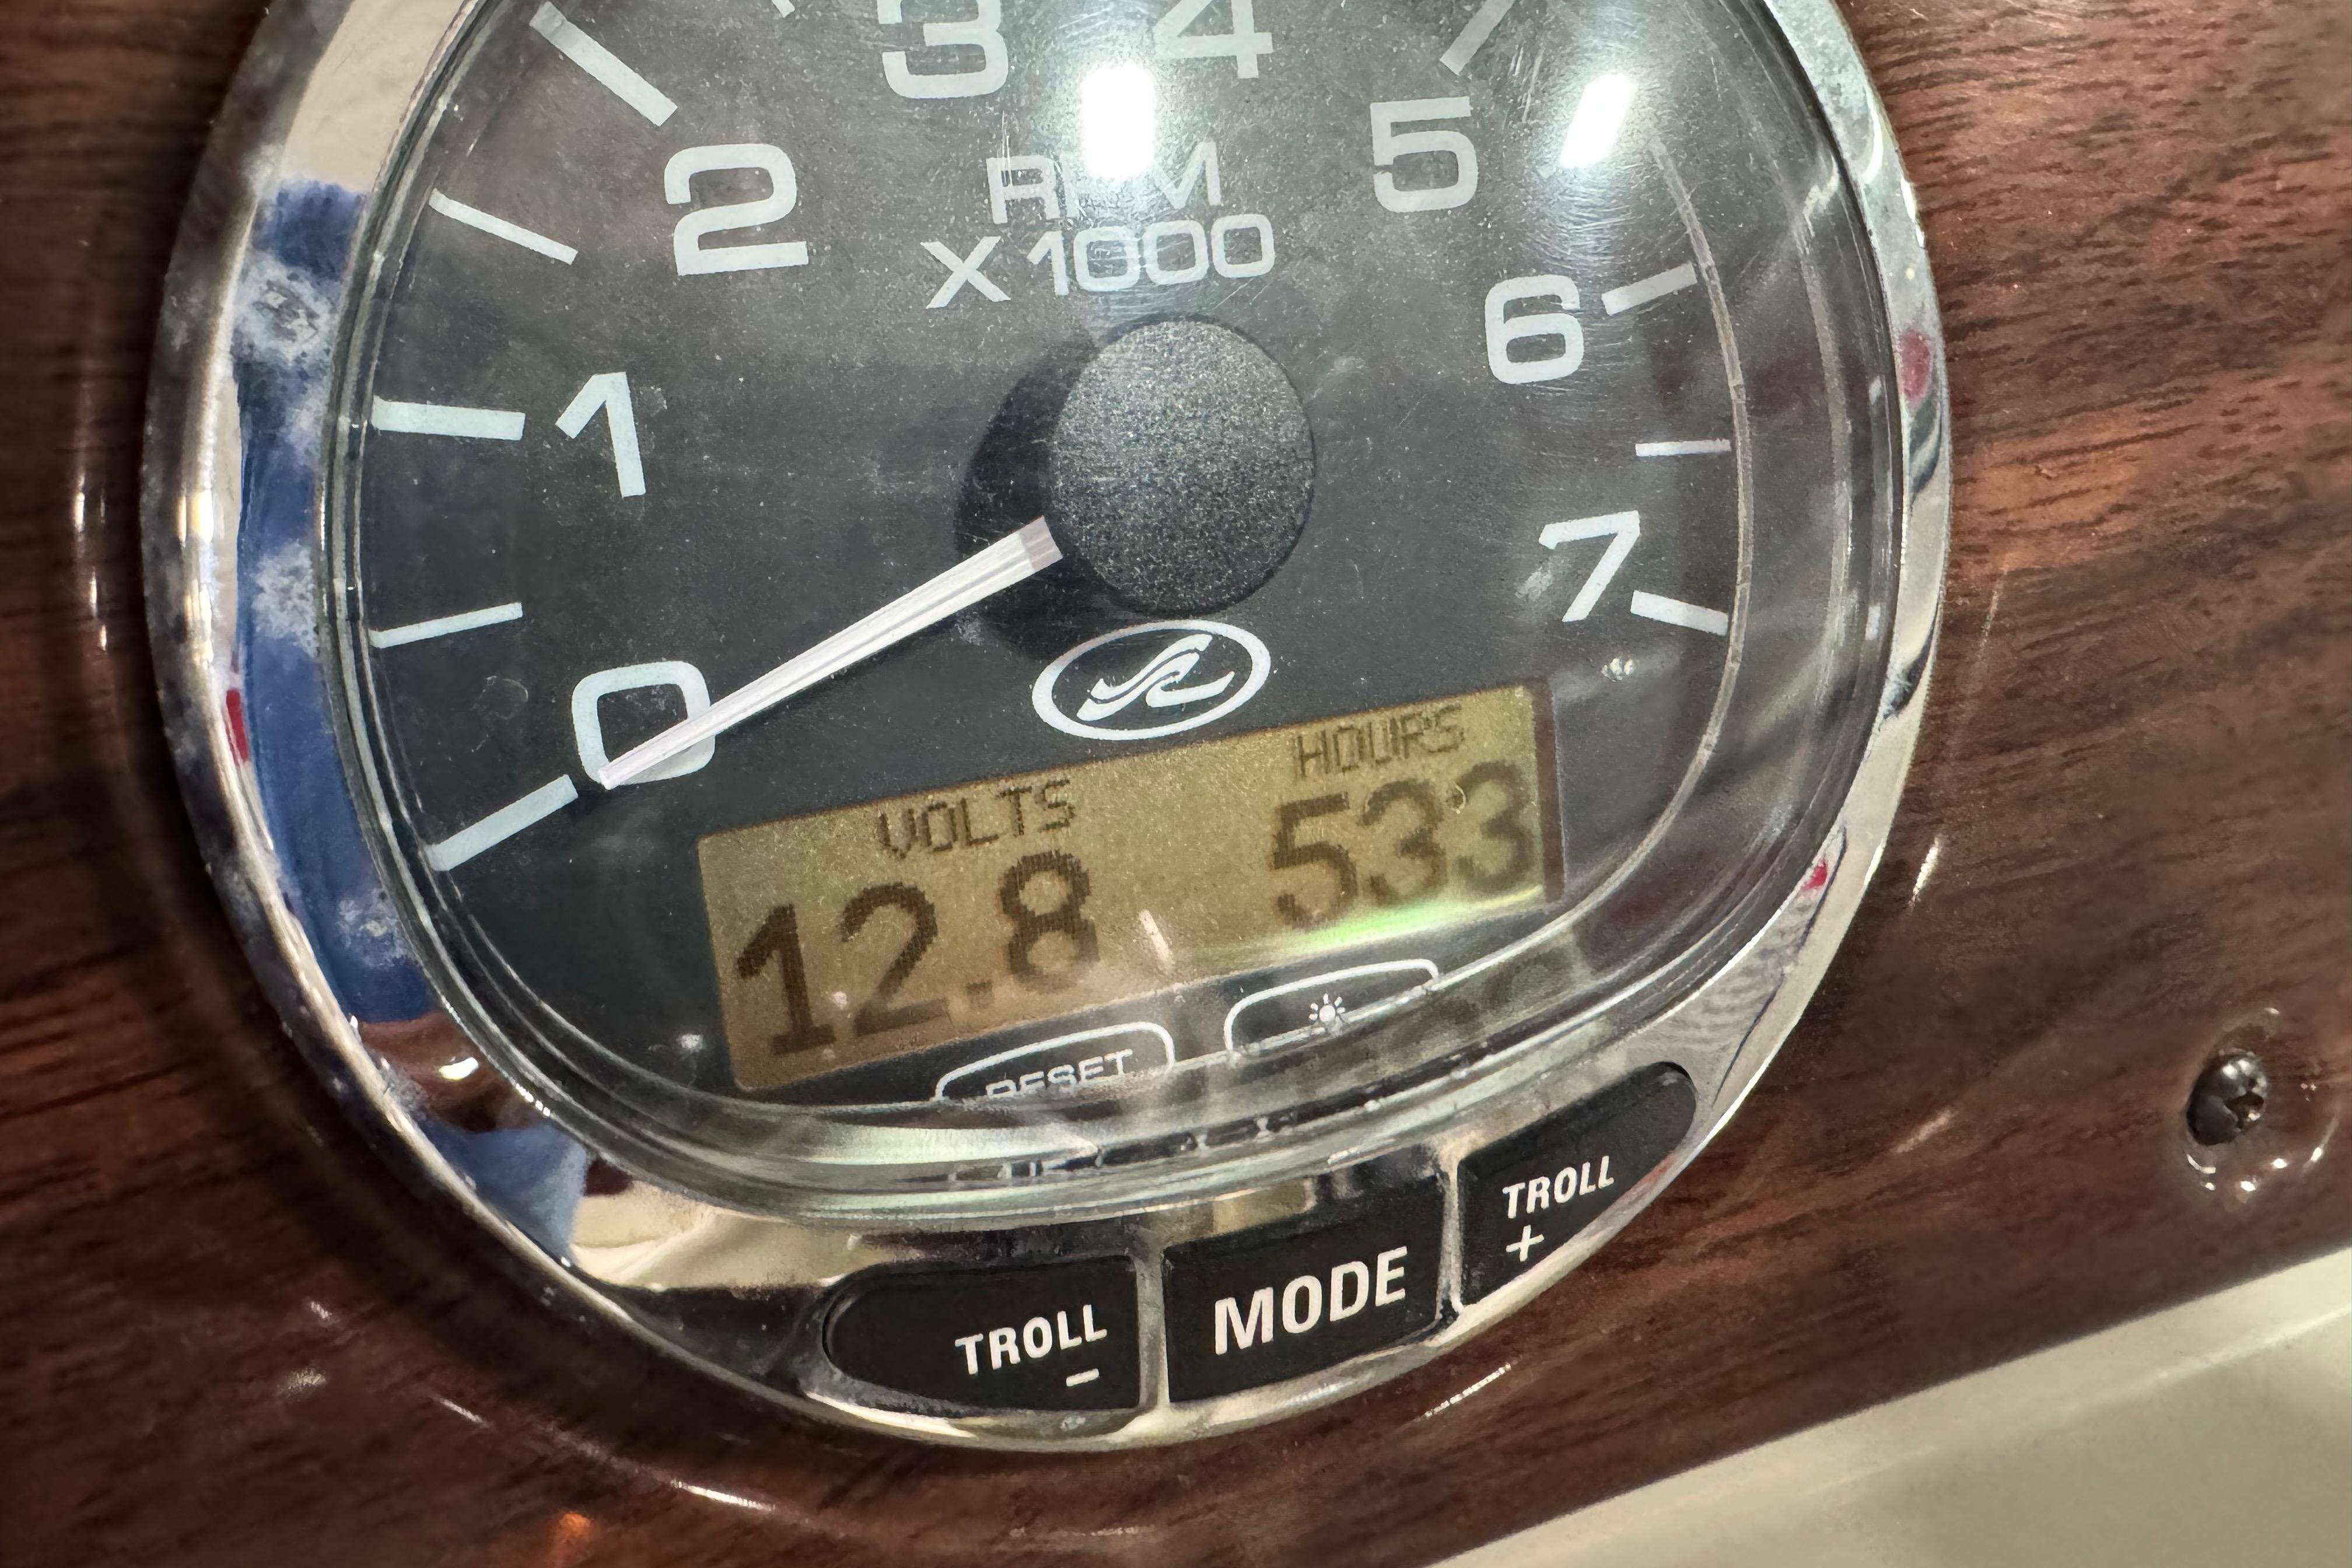 3 4
2 5
RPM
X1000
1 6
0 7
VOLTS HOURS
12.8 533
RESET
TROLL
-
MODE
TROLL
+